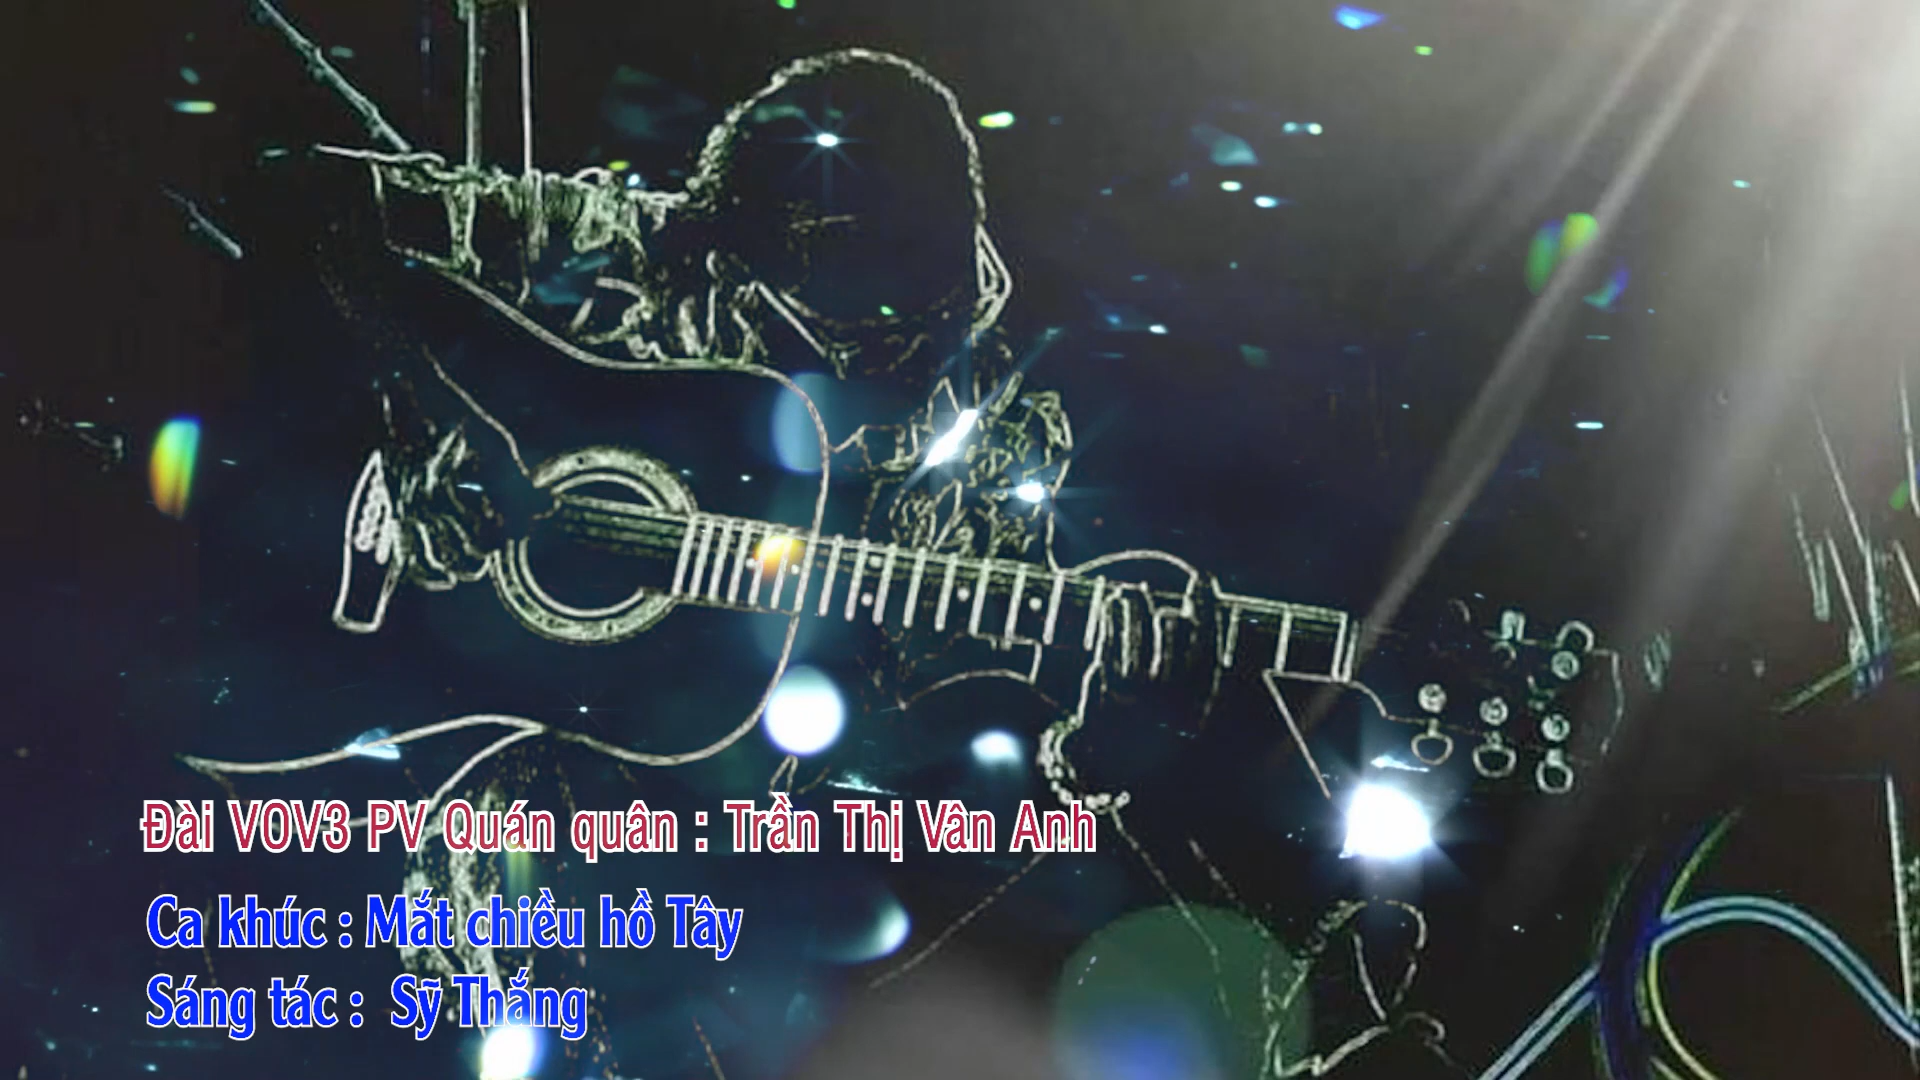 Đài VOV3 PV Quán quân : Trần Thị Vân Anh
Ca khúc : Mắt chiều hồ Tây
Sáng tác : Sỹ Thắng